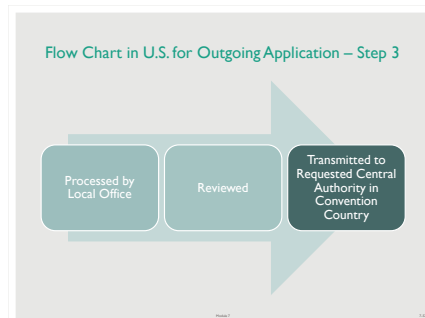 Flow Chart in U.S. for Outgoing Application – Step 3
Processed by
Local Office
Reviewed
Transmitted to
Requested Central
Authority in
Convention
Country